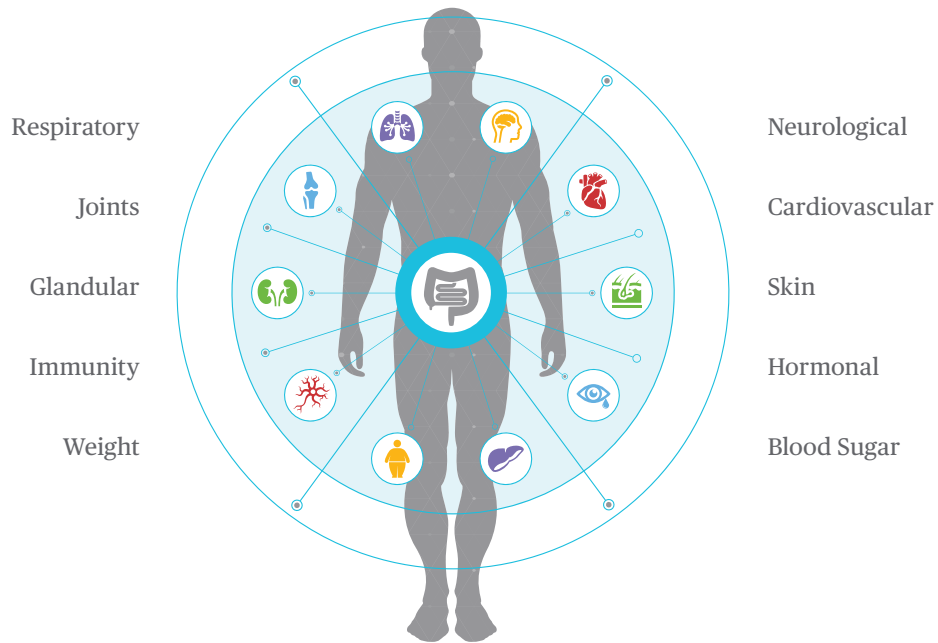 Respiratory
Joints
Glandular
Immunity
Weight
Neurological
Cardiovascular
Skin
Hormonal
Blood Sugar